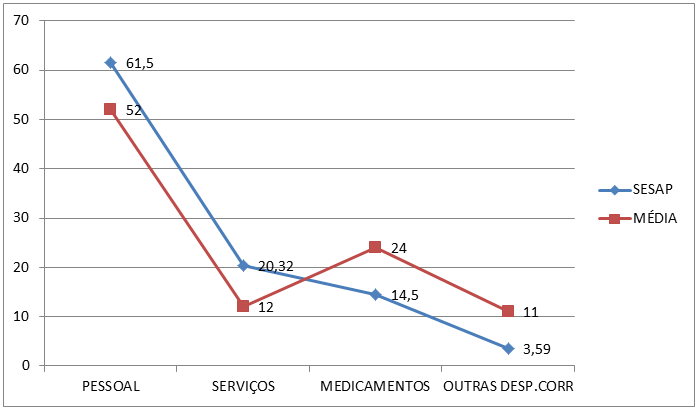 70
60
50
40
30
20
10
0
61,5
52
20,32
12
24
14,5
11
3,59
PESSOAL
SERVIÇOS
MEDICAMENTOS
OUTRAS DESP.CORR
SESAP
MÉDIA